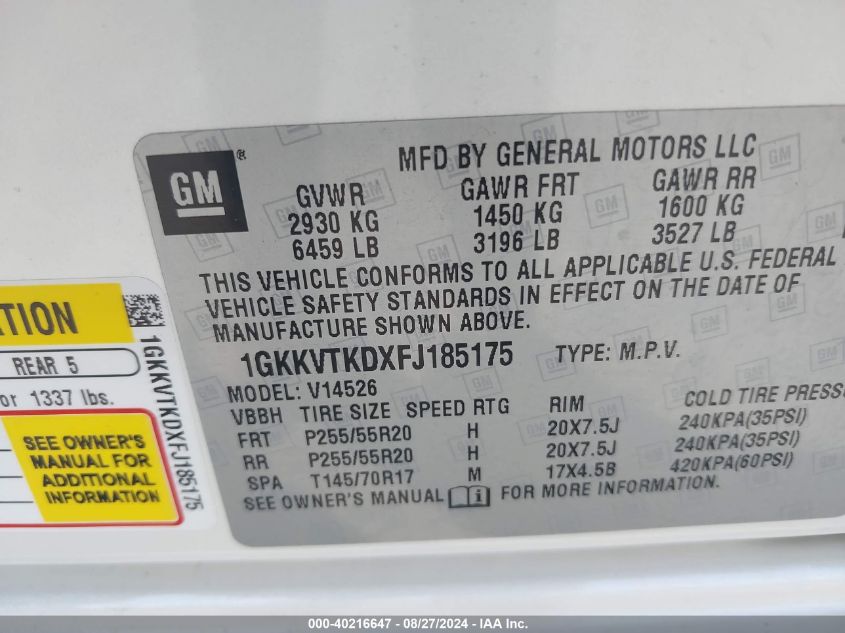 GM ®
MFD BY GENERAL MOTORS LLC
GVWR GAWR FRT GAWR RR
2930 KG 1450 KG 1600 KG
6459 LB 3196 LB 3527 LB
THIS VEHICLE CONFORMS TO ALL APPLICABLE U.S. FEDERAL
VEHICLE SAFETY STANDARDS IN EFFECT ON THE DATE OF
MANUFACTURE SHOWN ABOVE.
1GKKVTKDXFJ185175 TYPE: M.P.V.
MODEL: V14526
VBBH TIRE SIZE SPEED RTG RIM COLD TIRE PRESS
FRT P255/55R20 H 20X7.5J 240KPA(35PSI)
RR P255/55R20 H 20X7.5J 240KPA(35PSI)
SPA T145/70R17 M 17X4.5B 420KPA(60PSI)
SEE OWNER'S MANUAL i FOR MORE INFORMATION.
REAR 5
or 1337 lbs.
SEE OWNER'S
MANUAL FOR
ADDITIONAL
INFORMATION
1GKKVTKDXFJ185175
000-40216647 - 08/27/2024 - IAA Inc.